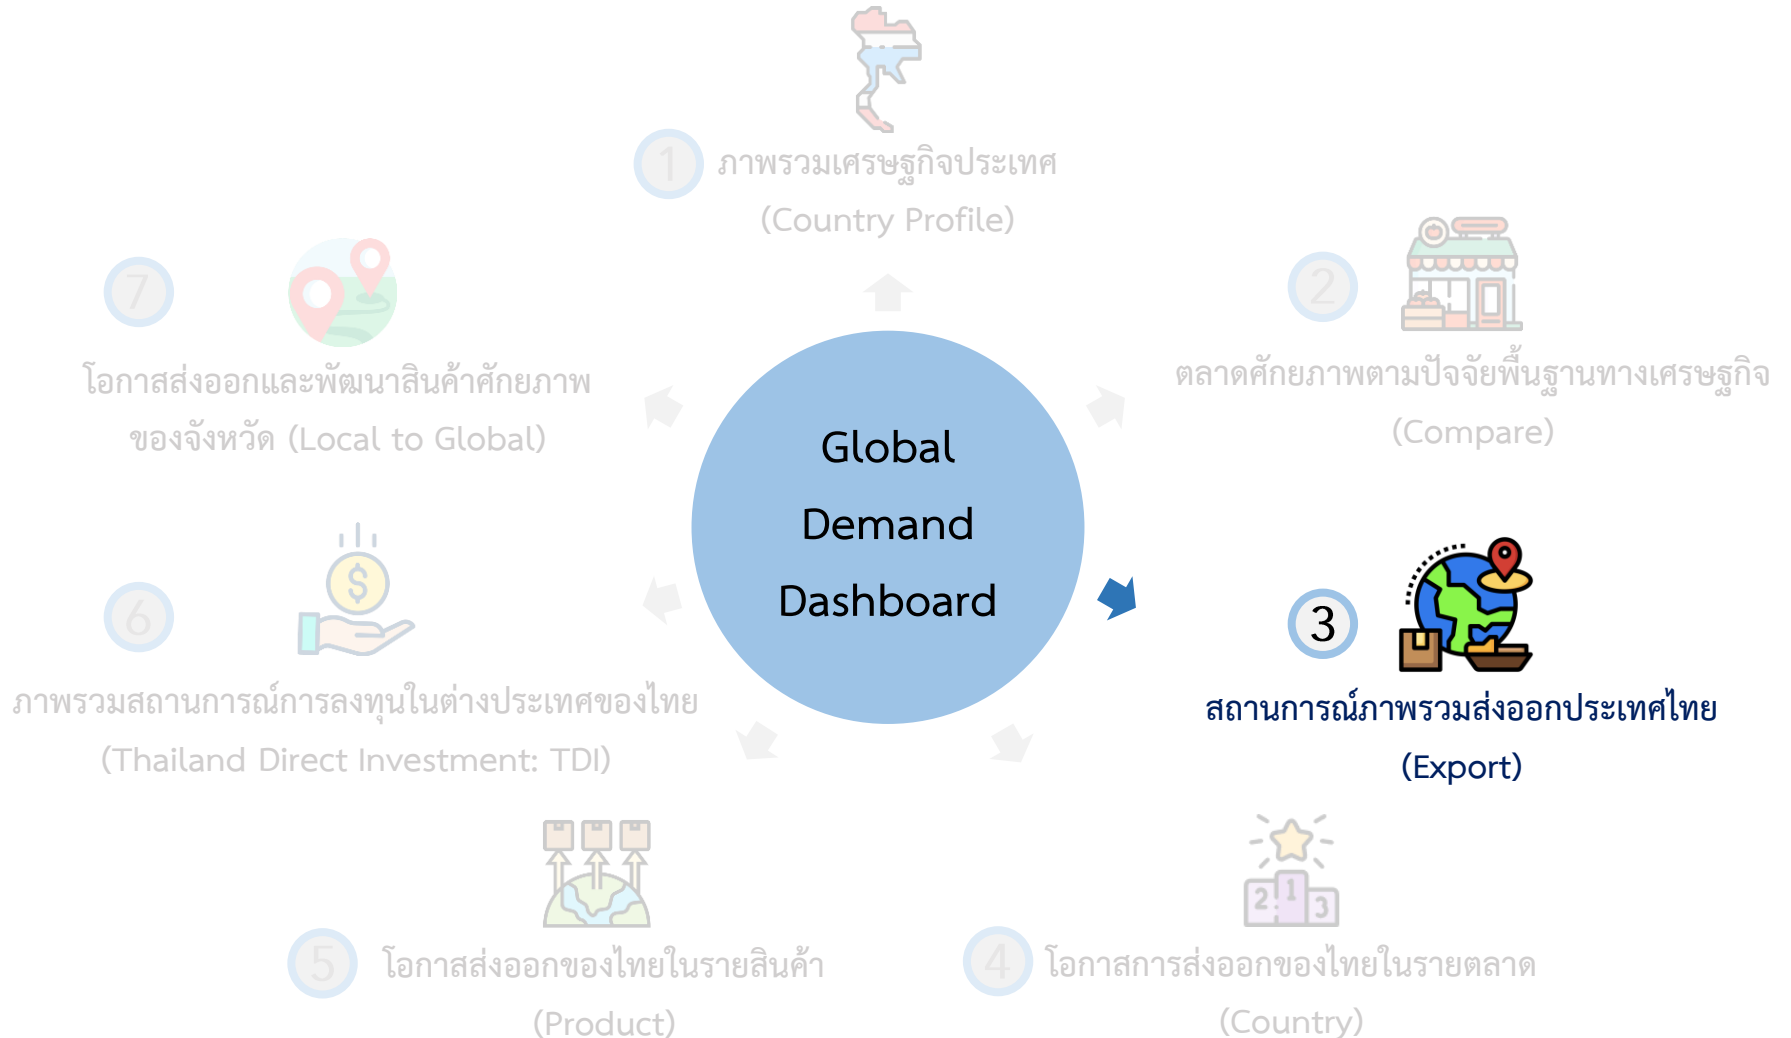 1
ภาพรวมเศรษฐกิจประเทศ
(Country Profile)
2
ตลาดศักยภาพตามปัจจัยพื้นฐานทางเศรษฐกิจ
(Compare)
3
สถานการณ์ภาพรวมส่งออกประเทศไทย
(Export)
4
2 1 3
โอกาสการส่งออกของไทยในรายตลาด
(Country)
5
โอกาสส่งออกของไทยในรายสินค้า
(Product)
6
$
ภาพรวมสถานการณ์การลงทุนในต่างประเทศของไทย
(Thailand Direct Investment: TDI)
7
โอกาสส่งออกและพัฒนาสินค้าศักยภาพ
ของจังหวัด (Local to Global)
Global
Demand
Dashboard